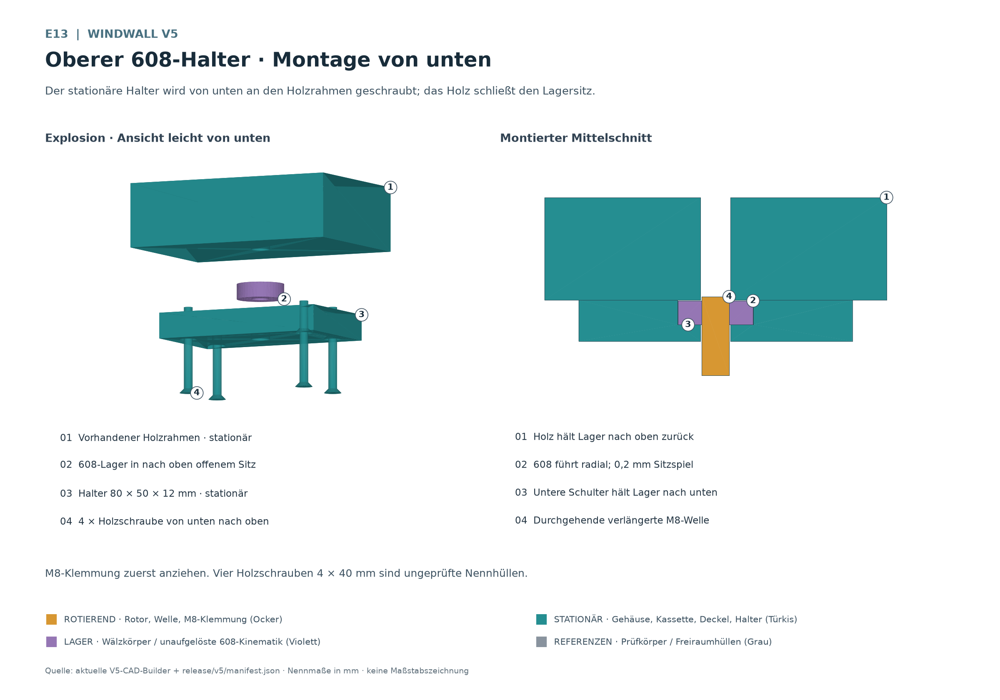 E13 | WINDWALL V5
Oberer 608-Halter · Montage von unten
Der stationäre Halter wird von unten an den Holzrahmen geschraubt; das Holz schließt den Lagersitz.
Explosion · Ansicht leicht von unten
1
2
3
4
01 Vorhandener Holzrahmen · stationär
02 608-Lager in nach oben offenem Sitz
03 Halter 80 × 50 × 12 mm · stationär
04 4 × Holzschraube von unten nach oben
Montierter Mittelschnitt
1
4
2
3
01 Holz hält Lager nach oben zurück
02 608 führt radial; 0,2 mm Sitzspiel
03 Untere Schulter hält Lager nach unten
04 Durchgehende verlängerte M8-Welle
M8-Klemmung zuerst anziehen. Vier Holzschrauben 4 × 40 mm sind ungeprüfte Nennhüllen.
ROTIEREND · Rotor, Welle, M8-Klemmung (Ocker)
STATIONÄR · Gehäuse, Kassette, Deckel, Halter (Türkis)
LAGER · Wälzkörper / unaufgelöste 608-Kinematik (Violett)
REFERENZEN · Prüfkörper / Freiraumhüllen (Grau)
Quelle: aktuelle V5-CAD-Builder + release/v5/manifest.json · Nennmaße in mm · keine Maßstabszeichnung